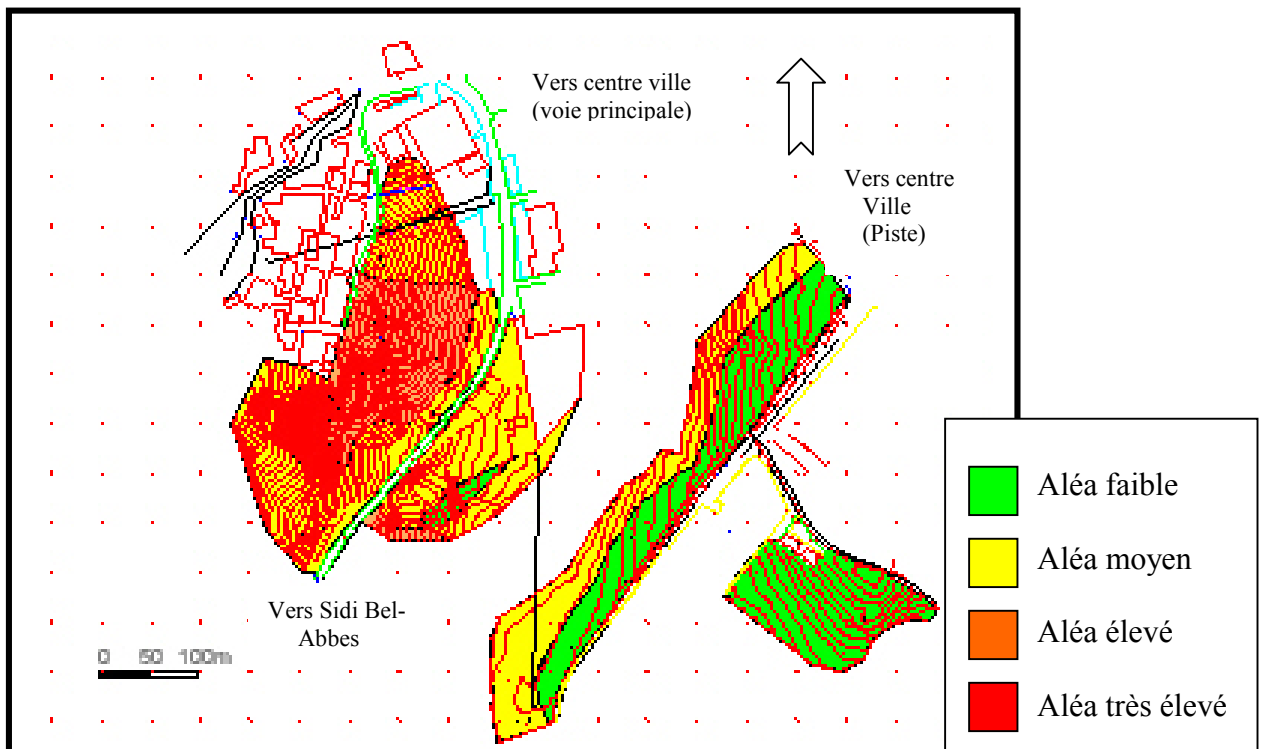 Vers centre ville
(voie principale)
Vers centre
Ville
(Piste)
Vers Sidi Bel-
Abbes
0 50 100m
Aléa faible
Aléa moyen
Aléa élevé
Aléa très élevé